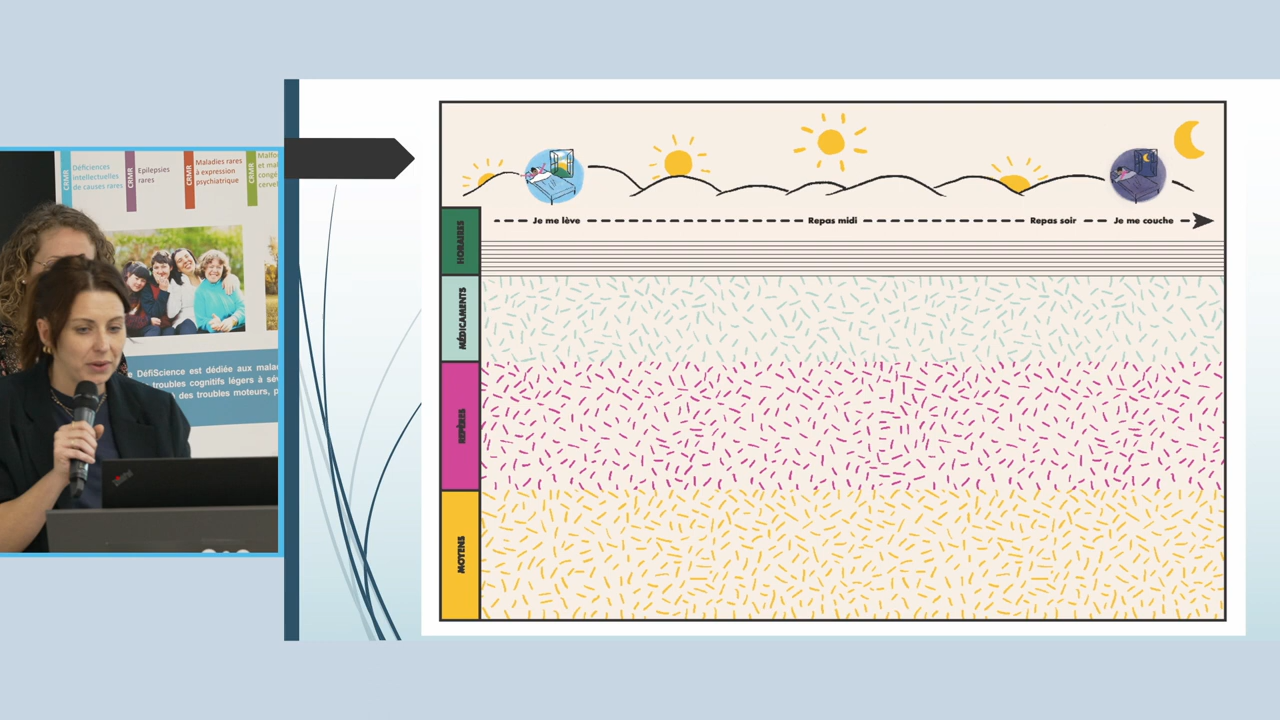 CRMR
Déficiences
intellectuelles
de causes rares
CRMR
Epilepsies
rares
CRMR
Maladies rares
à expression
psychiatrique
CRMR
DéfiScience est dédiée aux
troubles cognitifs légers à
des troubles moteurs,
Je me lève
Repas midi
Repas soir
Je me couche
HORAIRES
MÉDICAMENTS
REPÈRES
MOYENS